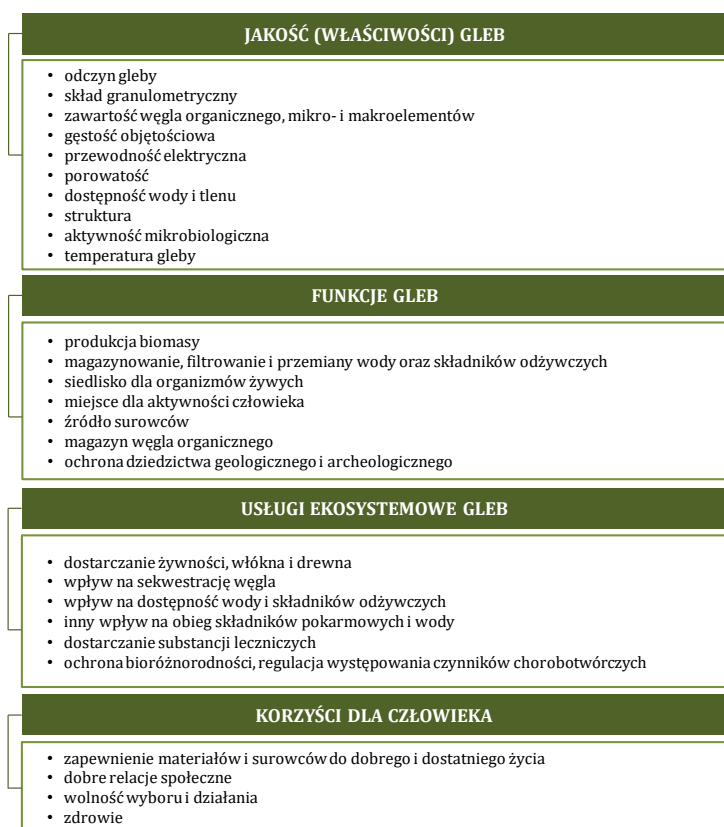 JAKOŚĆ (WŁAŚCIWOŚCI) GLEB
• odczyn gleby
• skład granulometryczny
• zawartość węgla organicznego, mikro- i makroelementów
• gęstość objętościowa
• przewodność elektryczna
• porowatość
• dostępność wody i tlenu
• struktura
• aktywność mikrobiologiczna
• temperatura gleby
FUNKCJE GLEB
• produkcja biomasy
• magazynowanie, filtrowanie i przemiany wody oraz składników odżywczych
• siedlisko dla organizmów żywych
• miejsce dla aktywności człowieka
• źródło surowców
• magazyn węgla organicznego
• ochrona dziedzictwa geologicznego i archeologicznego
USŁUGI EKOSYSTEMOWE GLEB
• dostarczanie żywności, włókna i drewna
• wpływ na sekwestrację węgla
• wpływ na dostępność wody i składników odżywczych
• inny wpływ na obieg składników pokarmowych i wody
• dostarczanie substancji leczniczych
• ochrona bioróżnorodności, regulacja występowania czynników chorobotwórczych
KORZYŚCI DLA CZŁOWIEKA
• zapewnienie materiałów i surowców do dobrego i dostatniego życia
• dobre relacje społeczne
• wolność wyboru i działania
• zdrowie